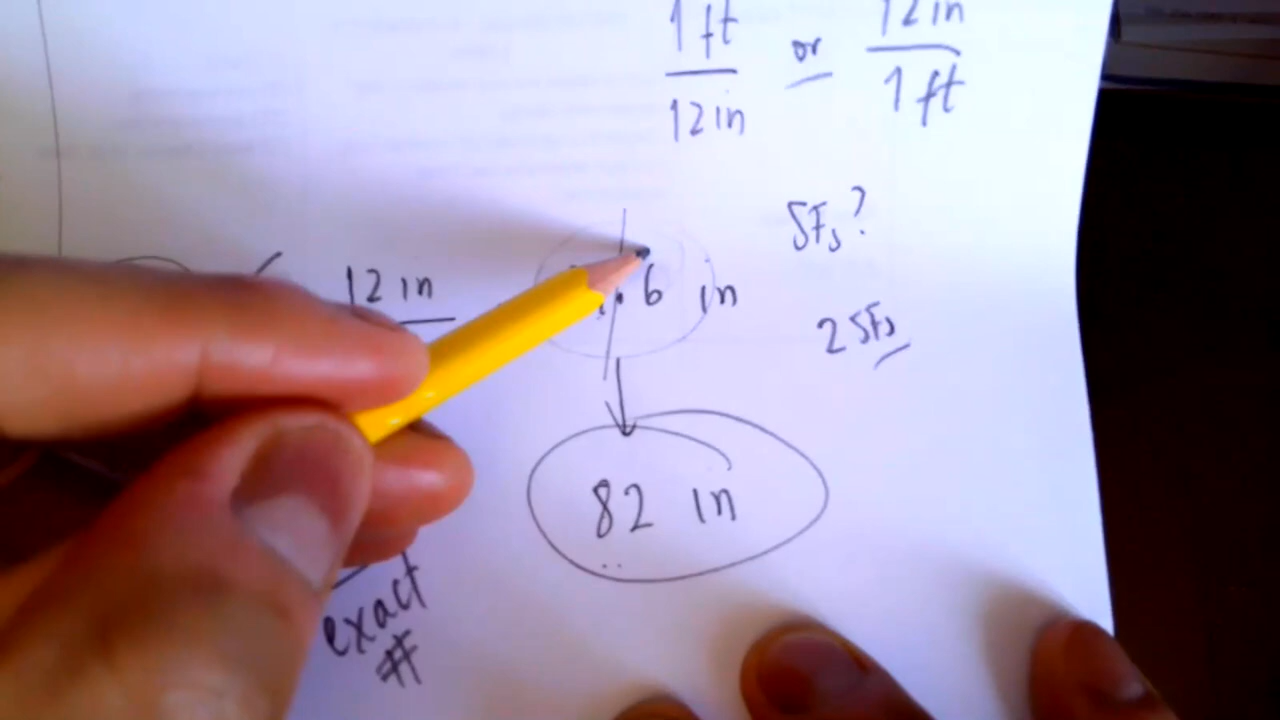 1 ft or 12 in
12 in 1 ft
SFs?
12 in .6 in
2 SFs
82 in
exact
#